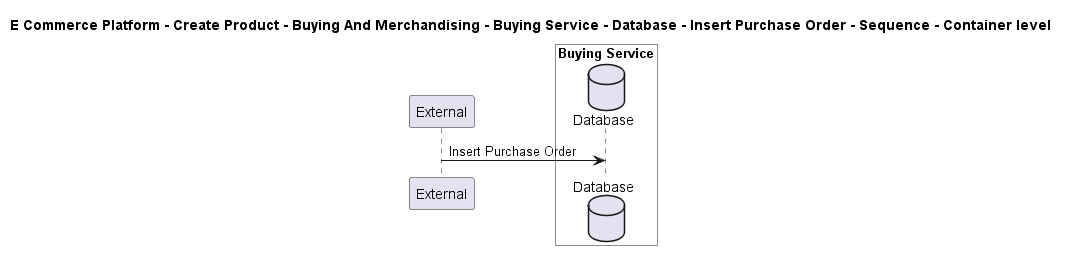 E Commerce Platform - Create Product - Buying And Merchandising - Buying Service - Database - Insert Purchase Order - Sequence - Container level
Buying Service
External
Database
Insert Purchase Order
External
Database